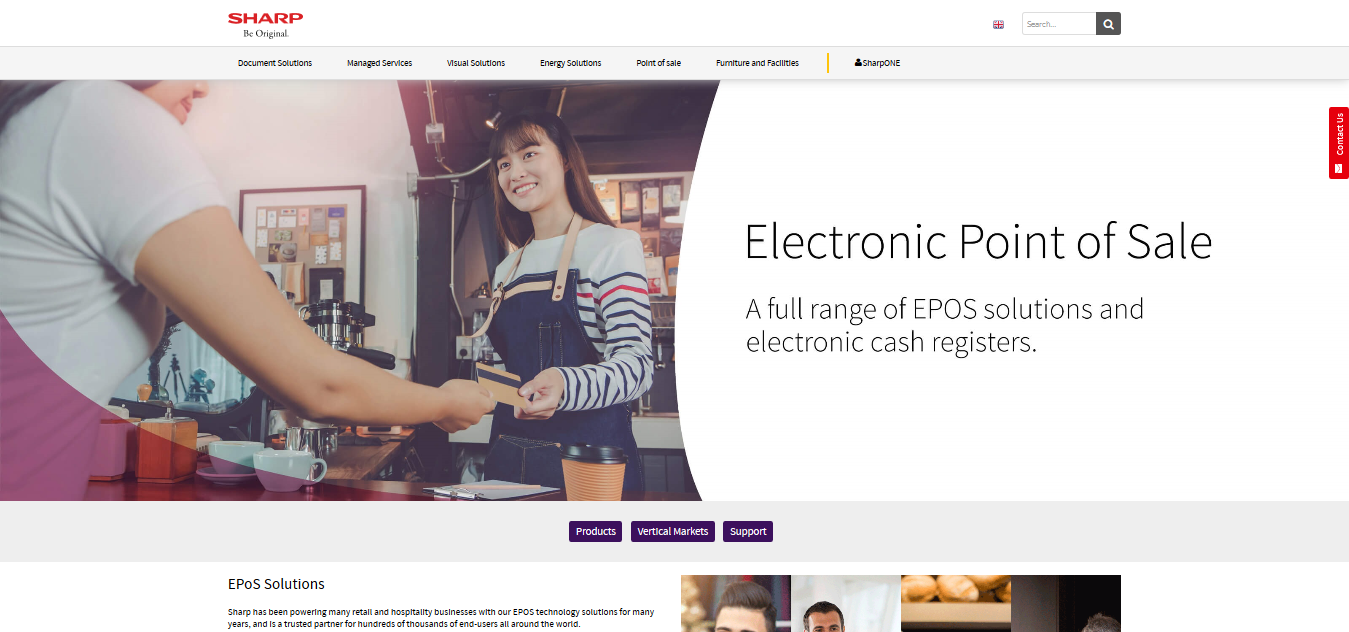 SHARP
Be Original.
Search...
Document Solutions
Managed Services
Visual Solutions
Energy Solutions
Point of sale
Furniture and Facilities
SharpONE
Contact Us
Electronic Point of Sale
A full range of EPOS solutions and
electronic cash registers.
Products
Vertical Markets
Support
EPoS Solutions
Sharp has been powering many retail and hospitality businesses with our EPOS technology solutions for many
years, and is a trusted partner for hundreds of thousands of end-users all around the world.